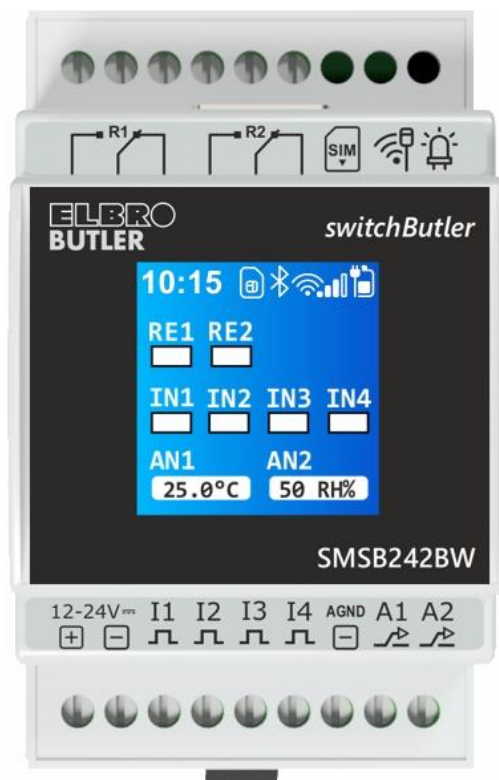 R1 R2 SIM
ELBRO
BUTLER
switchButler
10:15
RE1 RE2
IN1 IN2 IN3 IN4
AN1 AN2
25.0°C 50 RH%
SMSB242BW
12-24V⎓ I1 I2 I3 I4 AGND A1 A2
+ − −